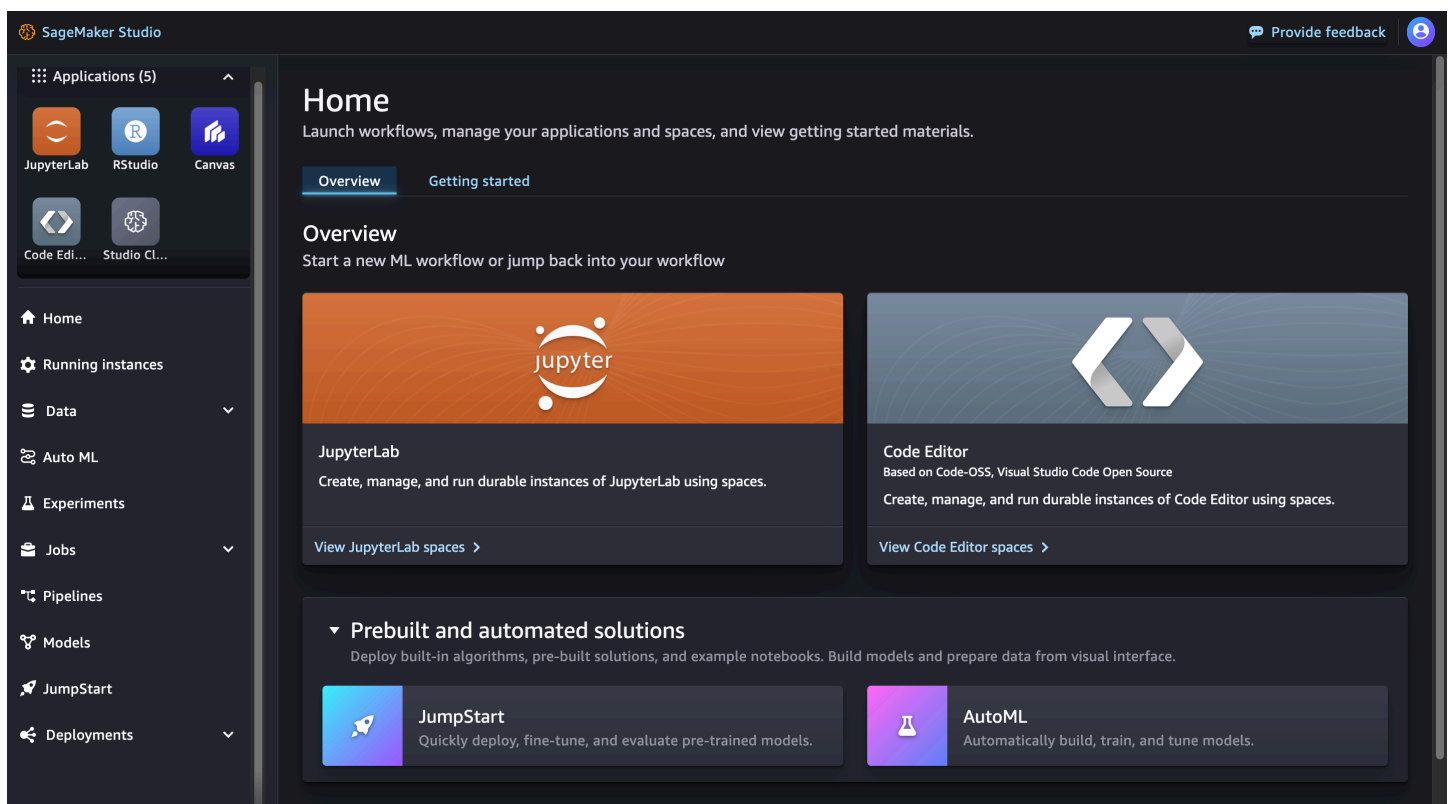 SageMaker Studio
Provide feedback
Applications (5)
JupyterLab
RStudio
Canvas
Code Edi...
Studio Cl...
Home
Running instances
Data
Auto ML
Experiments
Jobs
Pipelines
Models
JumpStart
Deployments
Home
Launch workflows, manage your applications and spaces, and view getting started materials.
Overview
Getting started
Overview
Start a new ML workflow or jump back into your workflow
jupyter
JupyterLab
Create, manage, and run durable instances of JupyterLab using spaces.
View JupyterLab spaces
Code Editor
Based on Code-OSS, Visual Studio Code Open Source
Create, manage, and run durable instances of Code Editor using spaces.
View Code Editor spaces
Prebuilt and automated solutions
Deploy built-in algorithms, pre-built solutions, and example notebooks. Build models and prepare data from visual interface.
JumpStart
Quickly deploy, fine-tune, and evaluate pre-trained models.
AutoML
Automatically build, train, and tune models.